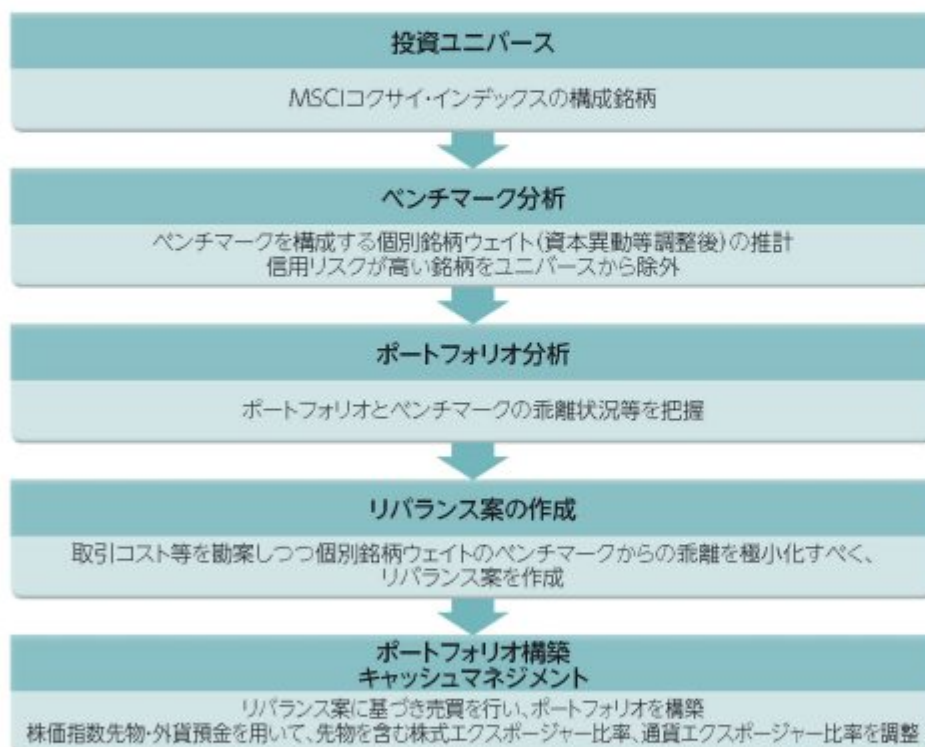 投資ユニバース
MSCIコクサイ・インデックスの構成銘柄
ベンチマーク分析
ベンチマークを構成する個別銘柄ウェイト(資本異動等調整後)の推計
信用リスクが高い銘柄をユニバースから除外
ポートフォリオ分析
ポートフォリオとベンチマークの乖離状況等を把握
リバランス案の作成
取引コスト等を勘案しつつ個別銘柄ウェイトのベンチマークからの乖離を極小化すべく、
リバランス案を作成
ポートフォリオ構築
キャッシュマネジメント
リバランス案に基づき売買を行い、ポートフォリオを構築
株価指数先物・外貨預金を用いて、先物を含む株式エクスポージャー比率、通貨エクスポージャー比率を調整